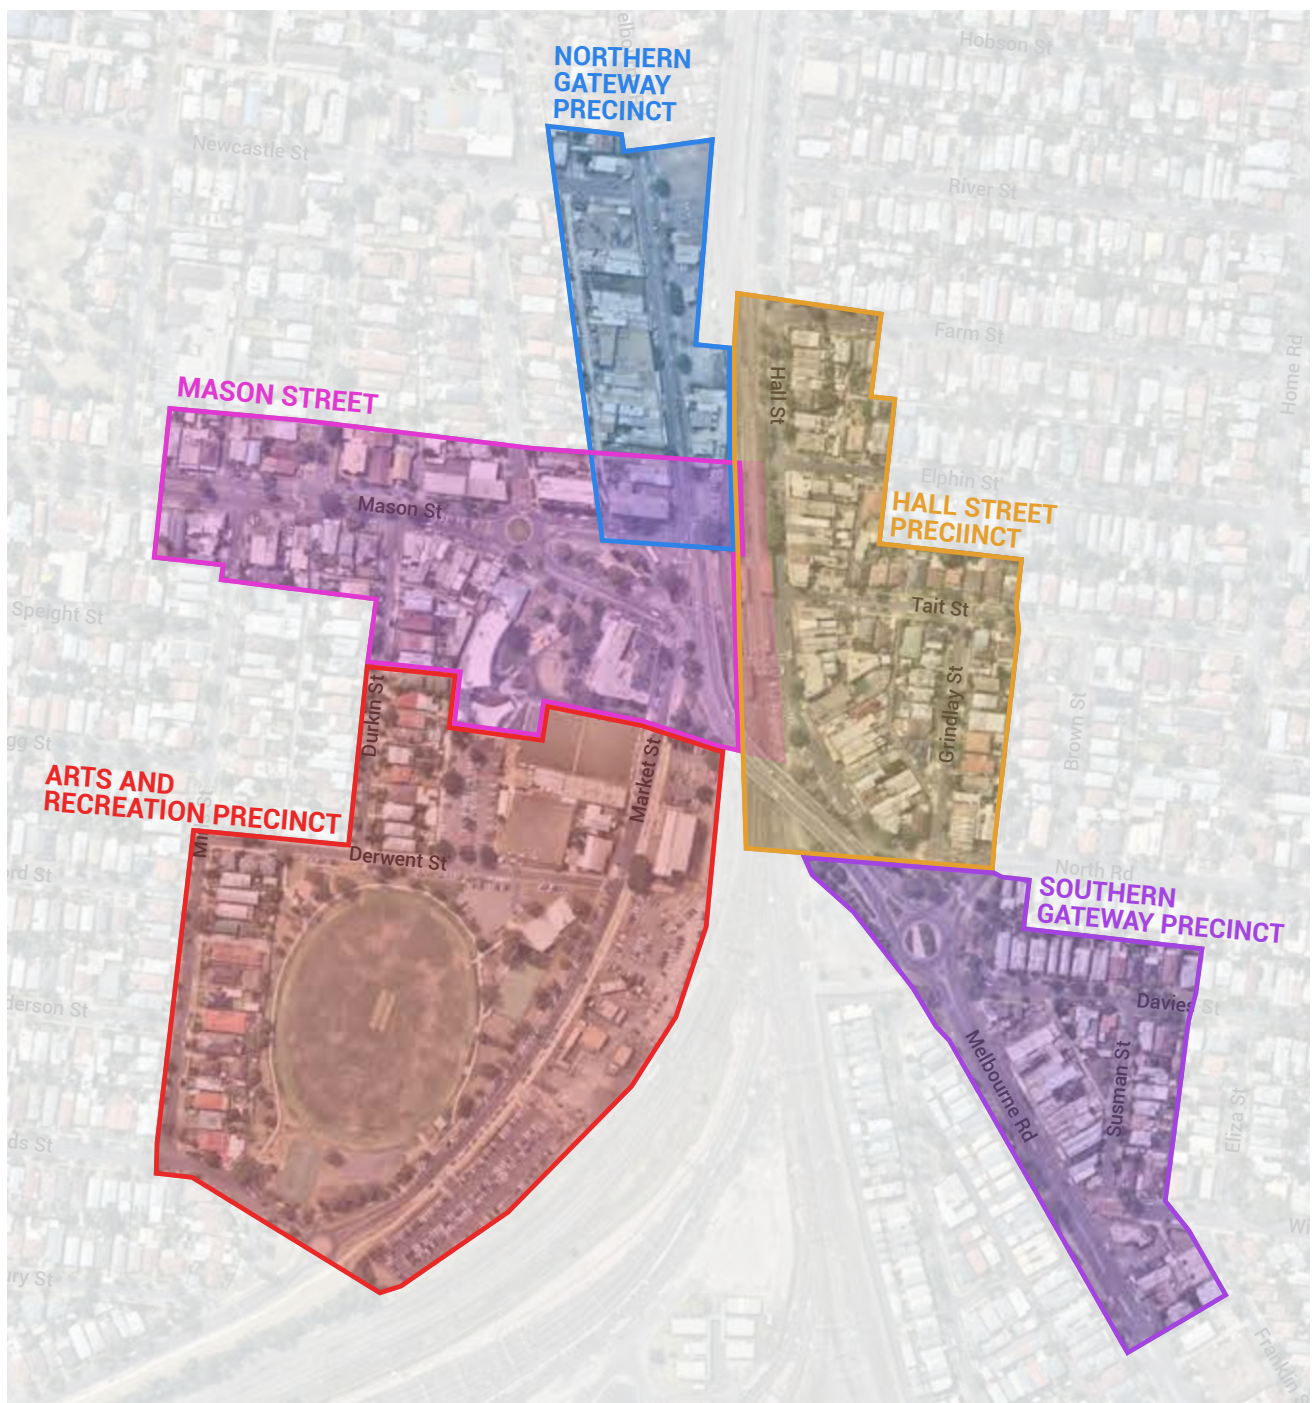 Hobson St
NORTHERN
GATEWAY
PRECINCT
Newcastle St
River St
Farm St
Home Rd
Hall St
MASON STREET
Mason St
Elphin St
HALL STREET
PRECIINCT
Speight St
Tait St
Grindlay St
Brown St
Durkin St
Market St
ARTS AND
RECREATION PRECINCT
Derwent St
North Rd
SOUTHERN
GATEWAY PRECINCT
Davies St
Melbourne Rd
Susman St
Eliza St
Franklin